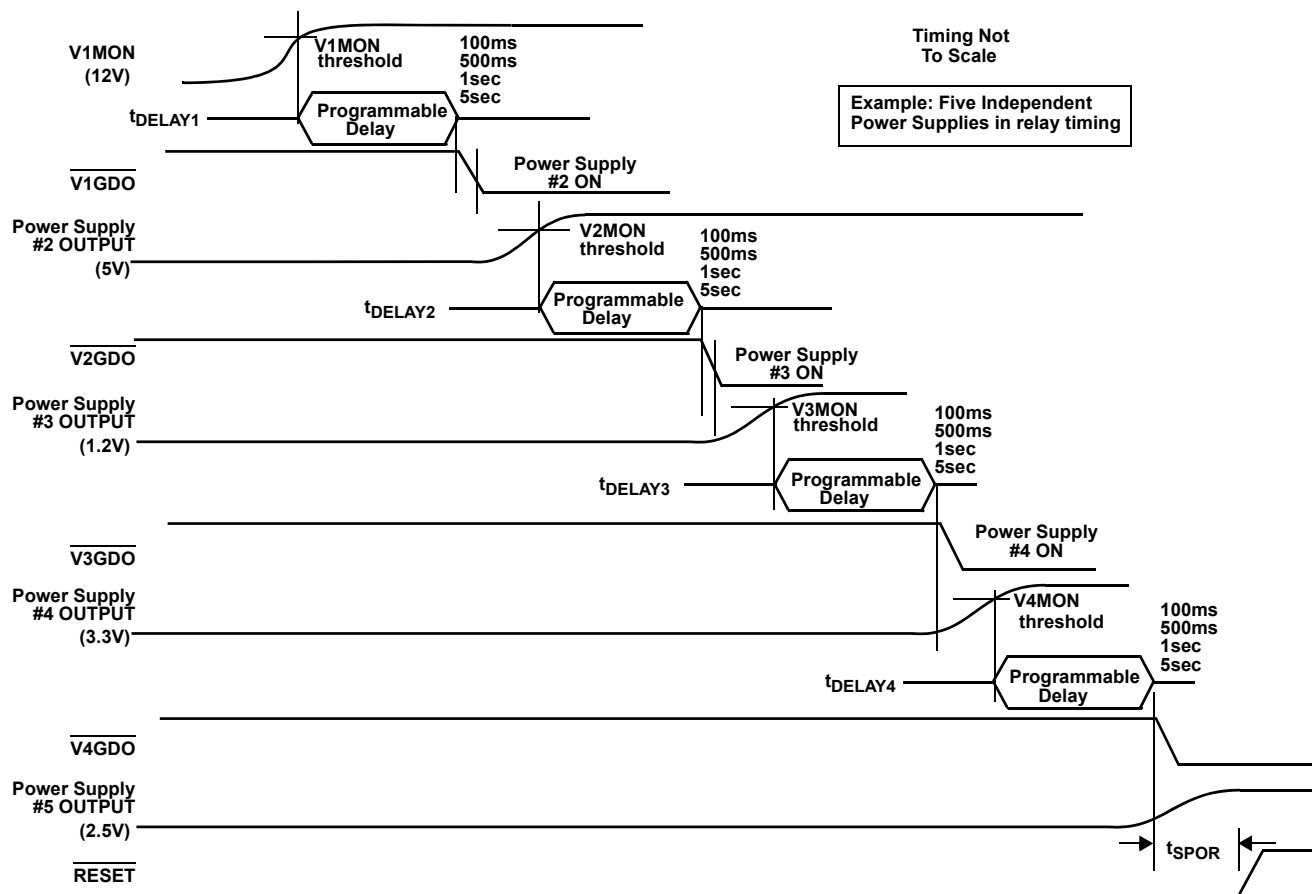 Timing Not
To Scale
Example: Five Independent
Power Supplies in relay timing
V1MON
(12V)
V1MON
threshold
100ms
500ms
1sec
5sec
tDELAY1
Programmable
Delay
V1GDO
Power Supply
#2 ON
Power Supply
#2 OUTPUT
(5V)
V2MON
threshold
100ms
500ms
1sec
5sec
tDELAY2
Programmable
Delay
V2GDO
Power Supply
#3 ON
Power Supply
#3 OUTPUT
(1.2V)
V3MON
threshold
100ms
500ms
1sec
5sec
tDELAY3
Programmable
Delay
V3GDO
Power Supply
#4 ON
Power Supply
#4 OUTPUT
(3.3V)
V4MON
threshold
100ms
500ms
1sec
5sec
tDELAY4
Programmable
Delay
V4GDO
Power Supply
#5 OUTPUT
(2.5V)
tSPOR
RESET